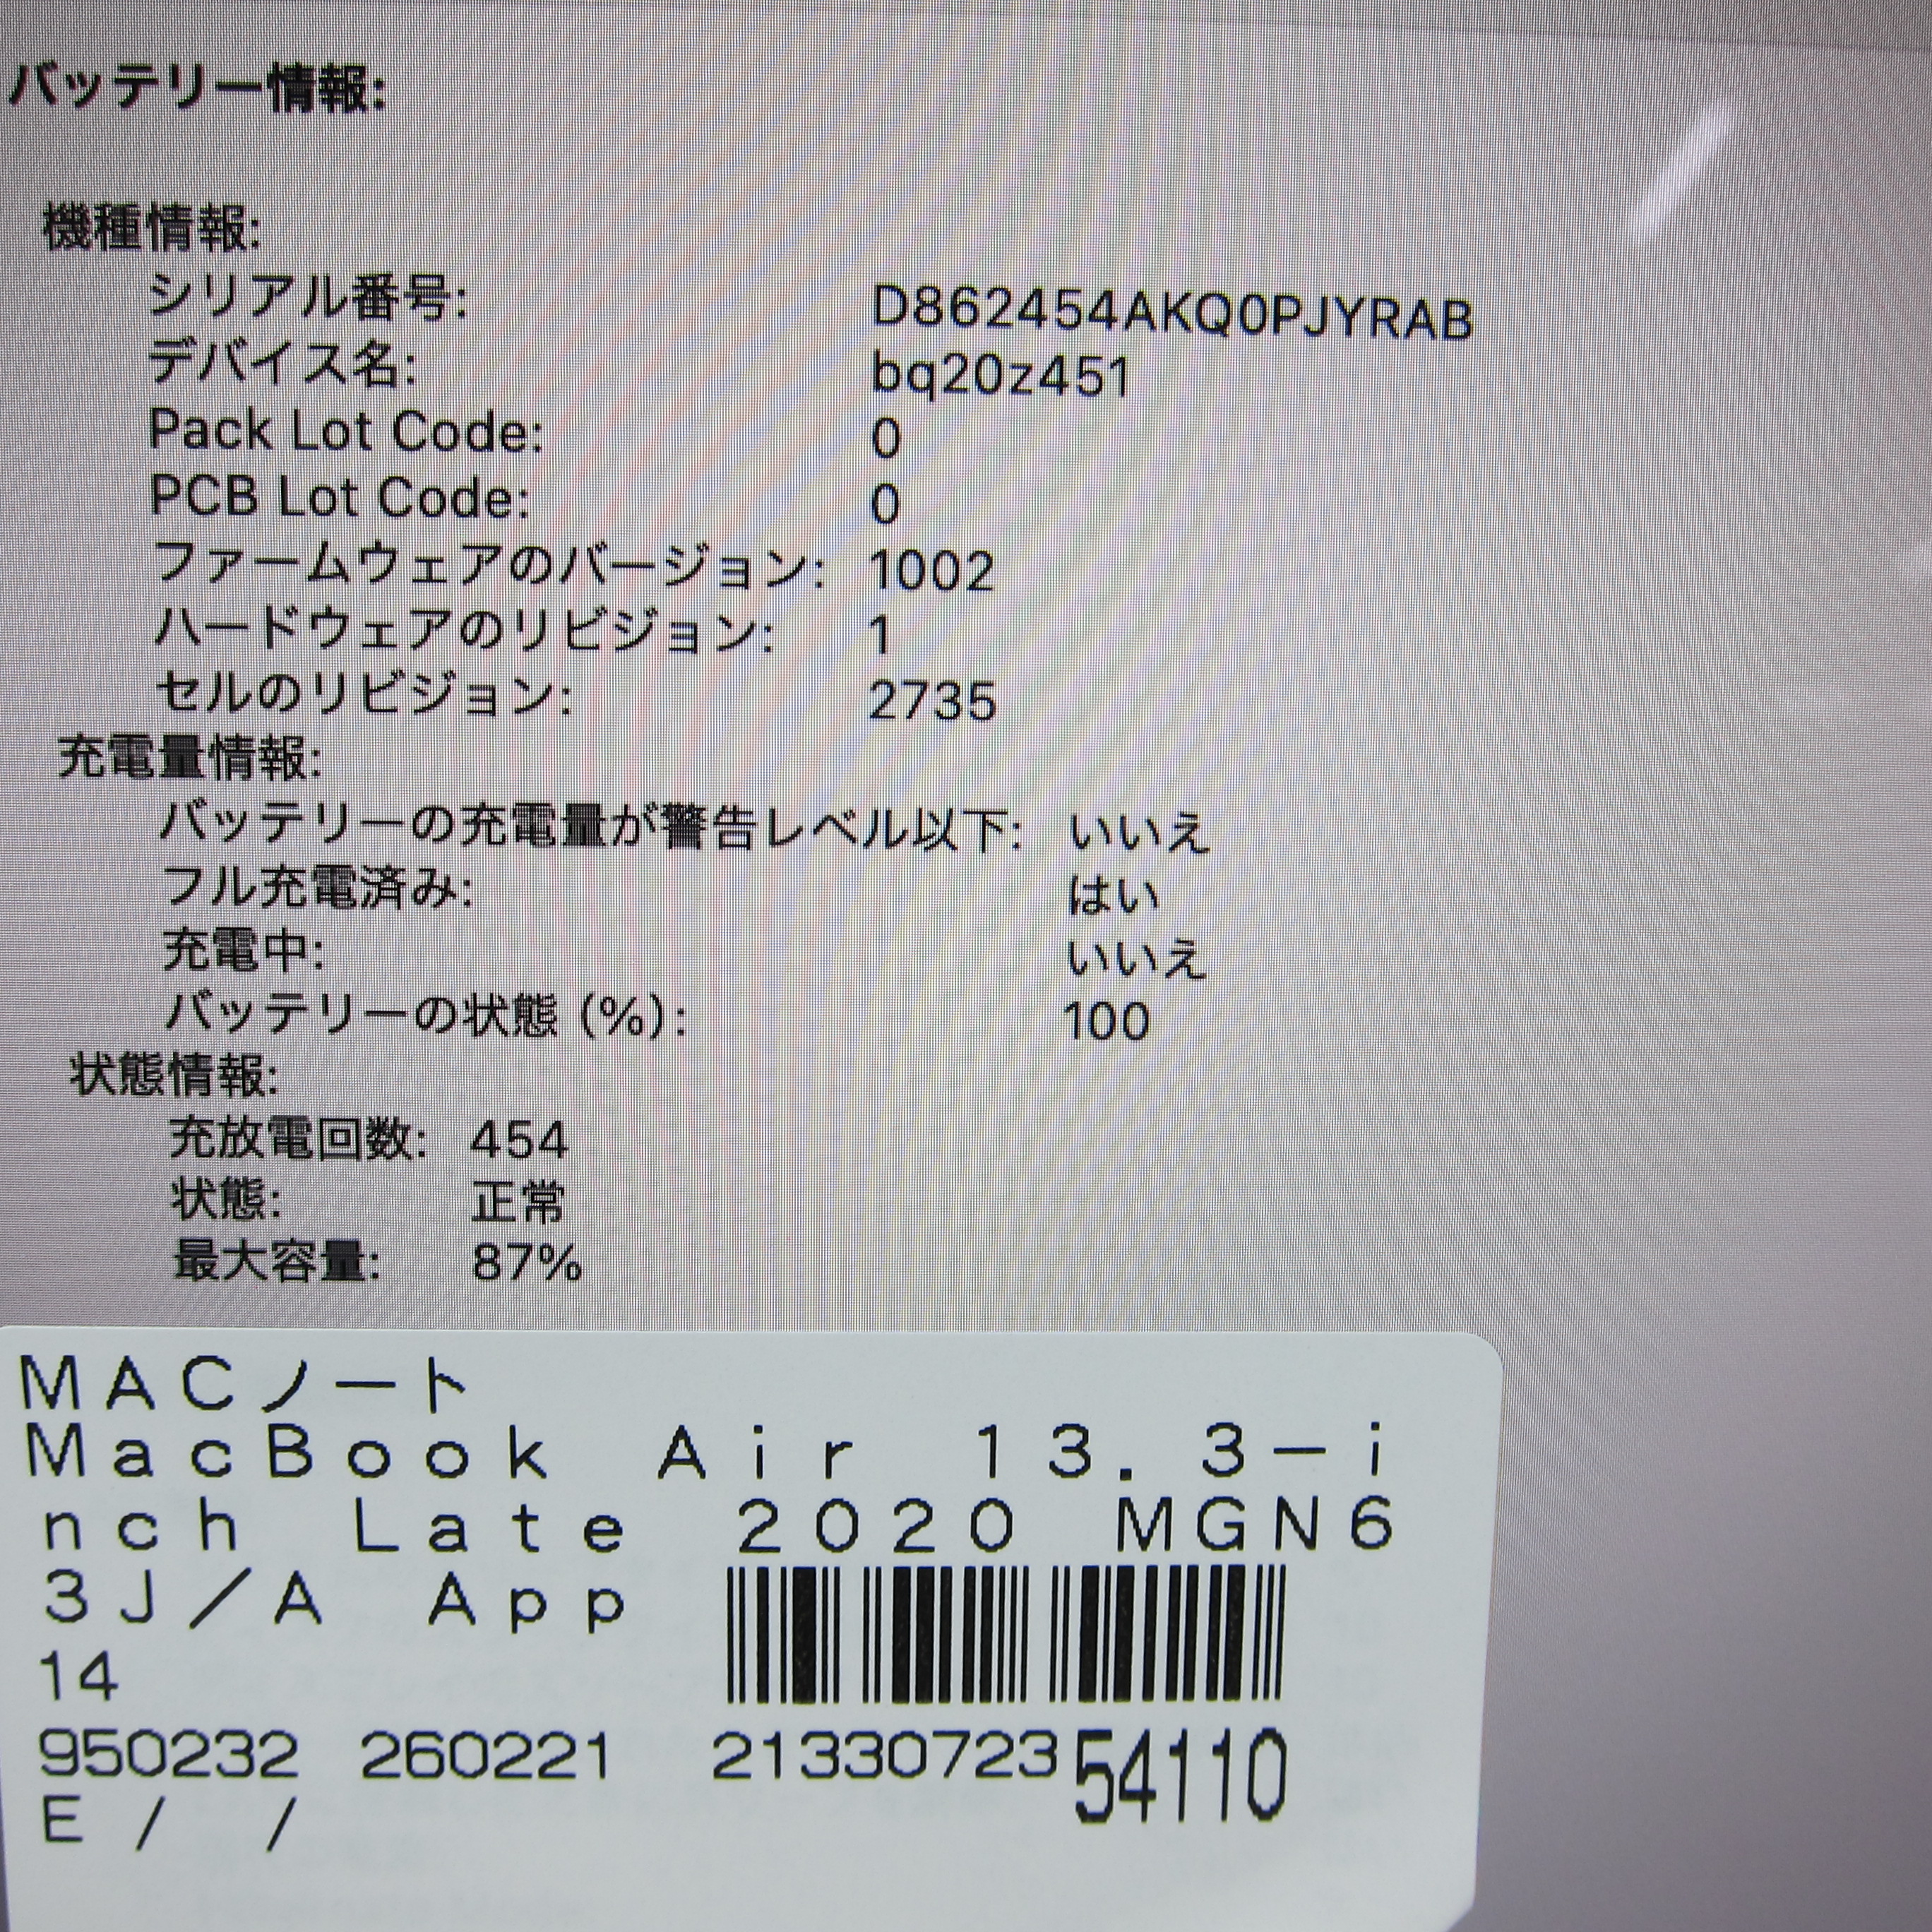 バッテリー情報:
機種情報:
シリアル番号: D862454AKQ0PJYRAB
デバイス名: bq20z451
Pack Lot Code: 0
PCB Lot Code: 0
ファームウェアのバージョン: 1002
ハードウェアのリビジョン: 1
セルのリビジョン: 2735
充電量情報:
バッテリーの充電量が警告レベル以下: いいえ
フル充電済み: はい
充電中: いいえ
バッテリーの状態 (%): 100
状態情報:
充放電回数: 454
状態: 正常
最大容量: 87%
MACノート
MacBook Air 13.3-i
nch Late 2020 MGN6
3J/A App
14
950232 260221 2133072354110
E / /